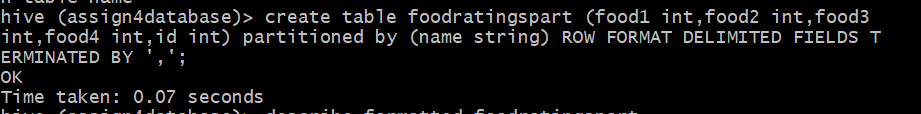 n table name
hive (assign4database)> create table foodratingspart (food1 int,food2 int,food3
int,food4 int,id int) partitioned by (name string) ROW FORMAT DELIMITED FIELDS T
ERMINATED BY ',';
OK
Time taken: 0.07 seconds
hive (assign4database)> describe formatted foodratingspart